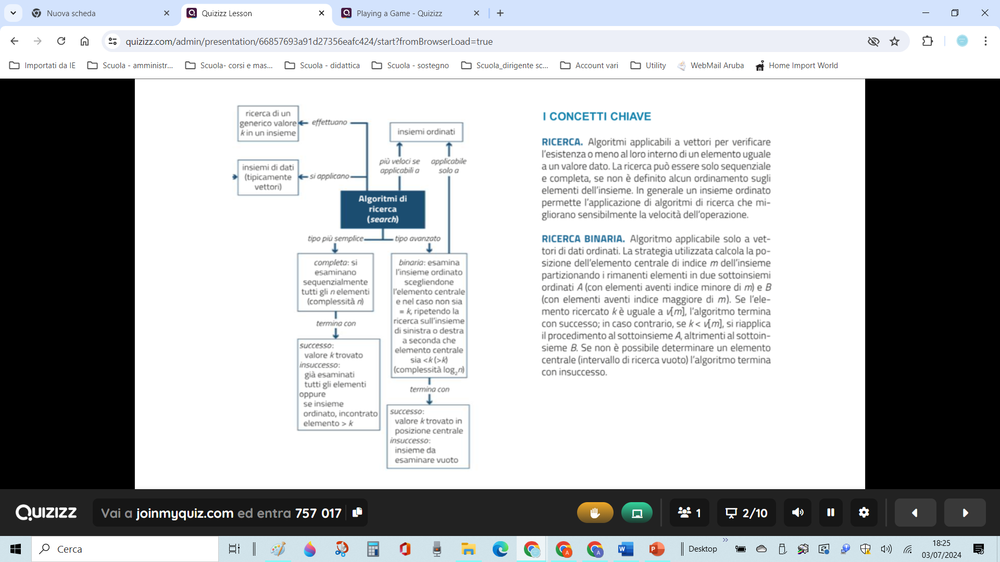 Nuova scheda
Quizizz Lesson
Playing a Game - Quizizz
quizizz.com/admin/presentation/66857693a91d27356eafc424/start?fromBrowserLoad=true
Importati da IE
Scuola - amministr...
Scuola- corsi e mas...
Scuola - didattica
Scuola - sostegno
Scuola_dirigente sc...
Account vari
Utility
WebMail Aruba
Home Import World
ricerca di un
generico valore
k in un insieme
effettuano
insiemi ordinati
insiemi di dati
(tipicamente
vettori)
si applicano
più veloci se
applicabili a
applicabile
solo a
Algoritmi di
ricerca
(search)
tipo più semplice
tipo avanzato
completa: si
esaminano
sequenzialmente
tutti gli n elementi
(complessità n)
termina con
successo:
valore k trovato
insuccesso:
già esaminati
tutti gli elementi
oppure
se insieme
ordinato, incontrato
elemento > k
binaria: esamina
l'insieme ordinato
scegliendone
l'elemento centrale
e nel caso non sia
= k, ripetendo la
ricerca sull'insieme
di sinistra o destra
a seconda che
elemento centrale
sia <k (>k)
(complessità log₂n)
termina con
successo:
valore k trovato in
posizione centrale
insuccesso:
insieme da
esaminare vuoto
I CONCETTI CHIAVE
RICERCA. Algoritmi applicabili a vettori per verificare
l'esistenza o meno al loro interno di un elemento uguale
a un valore dato. La ricerca può essere solo sequenziale
e completa, se non è definito alcun ordinamento sugli
elementi dell'insieme. In generale un insieme ordinato
permette l'applicazione di algoritmi di ricerca che mi-
gliorano sensibilmente la velocità dell'operazione.
RICERCA BINARIA. Algoritmo applicabile solo a vet-
tori di dati ordinati. La strategia utilizzata calcola la po-
sizione dell'elemento centrale di indice m dell'insieme
partizionando i rimanenti elementi in due sottoinsiemi
ordinati A (con elementi aventi indice minore di m) e B
(con elementi aventi indice maggiore di m). Se l'ele-
mento ricercato k è uguale a v[m], l'algoritmo termina
con successo; in caso contrario, se k < v[m], si riapplica
il procedimento al sottoinsieme A, altrimenti al sottoin-
sieme B. Se non è possibile determinare un elemento
centrale (intervallo di ricerca vuoto) l'algoritmo termina
con insuccesso.
QUIZIZZ
Vai a joinmyquiz.com ed entra 757 017
1
2/10
Cerca
Desktop
18:25
03/07/2024